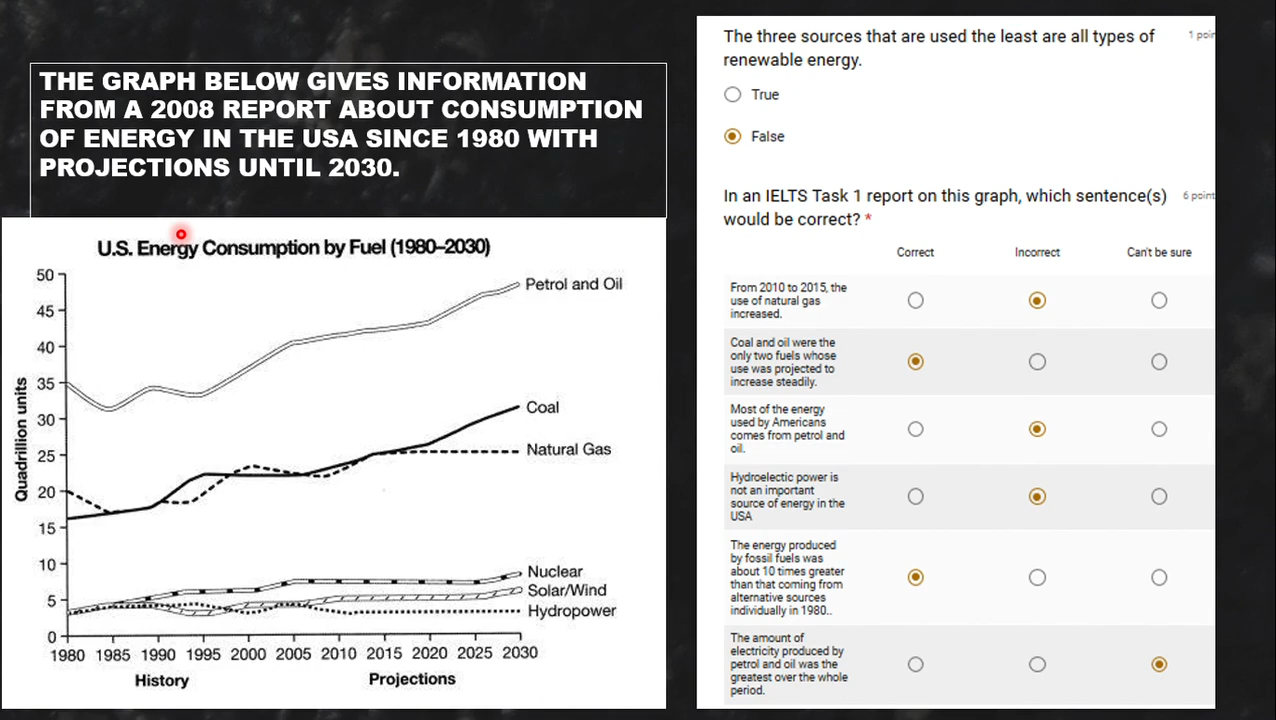 THE GRAPH BELOW GIVES INFORMATION
FROM A 2008 REPORT ABOUT CONSUMPTION
OF ENERGY IN THE USA SINCE 1980 WITH
PROJECTIONS UNTIL 2030.
U.S. Energy Consumption by Fuel (1980–2030)
Quadrillion units
50
45
40
35
30
25
20
15
10
5
0
Petrol and Oil
Coal
Natural Gas
Nuclear
Solar/Wind
Hydropower
1980 1985 1990 1995 2000 2005 2010 2015 2020 2025 2030
History Projections
The three sources that are used the least are all types of
renewable energy.
1 poin
True
False
In an IELTS Task 1 report on this graph, which sentence(s)
would be correct? *
6 point
Correct Incorrect Can't be sure
From 2010 to 2015, the
use of natural gas
increased.
Coal and oil were the
only two fuels whose
use was projected to
increase steadily.
Most of the energy
used by Americans
comes from petrol and
oil.
Hydroelectic power is
not an important
source of energy in the
USA
The energy produced
by fossil fuels was
about 10 times greater
than that coming from
alternative sources
individually in 1980..
The amount of
electricity produced by
petrol and oil was the
greatest over the whole
period.